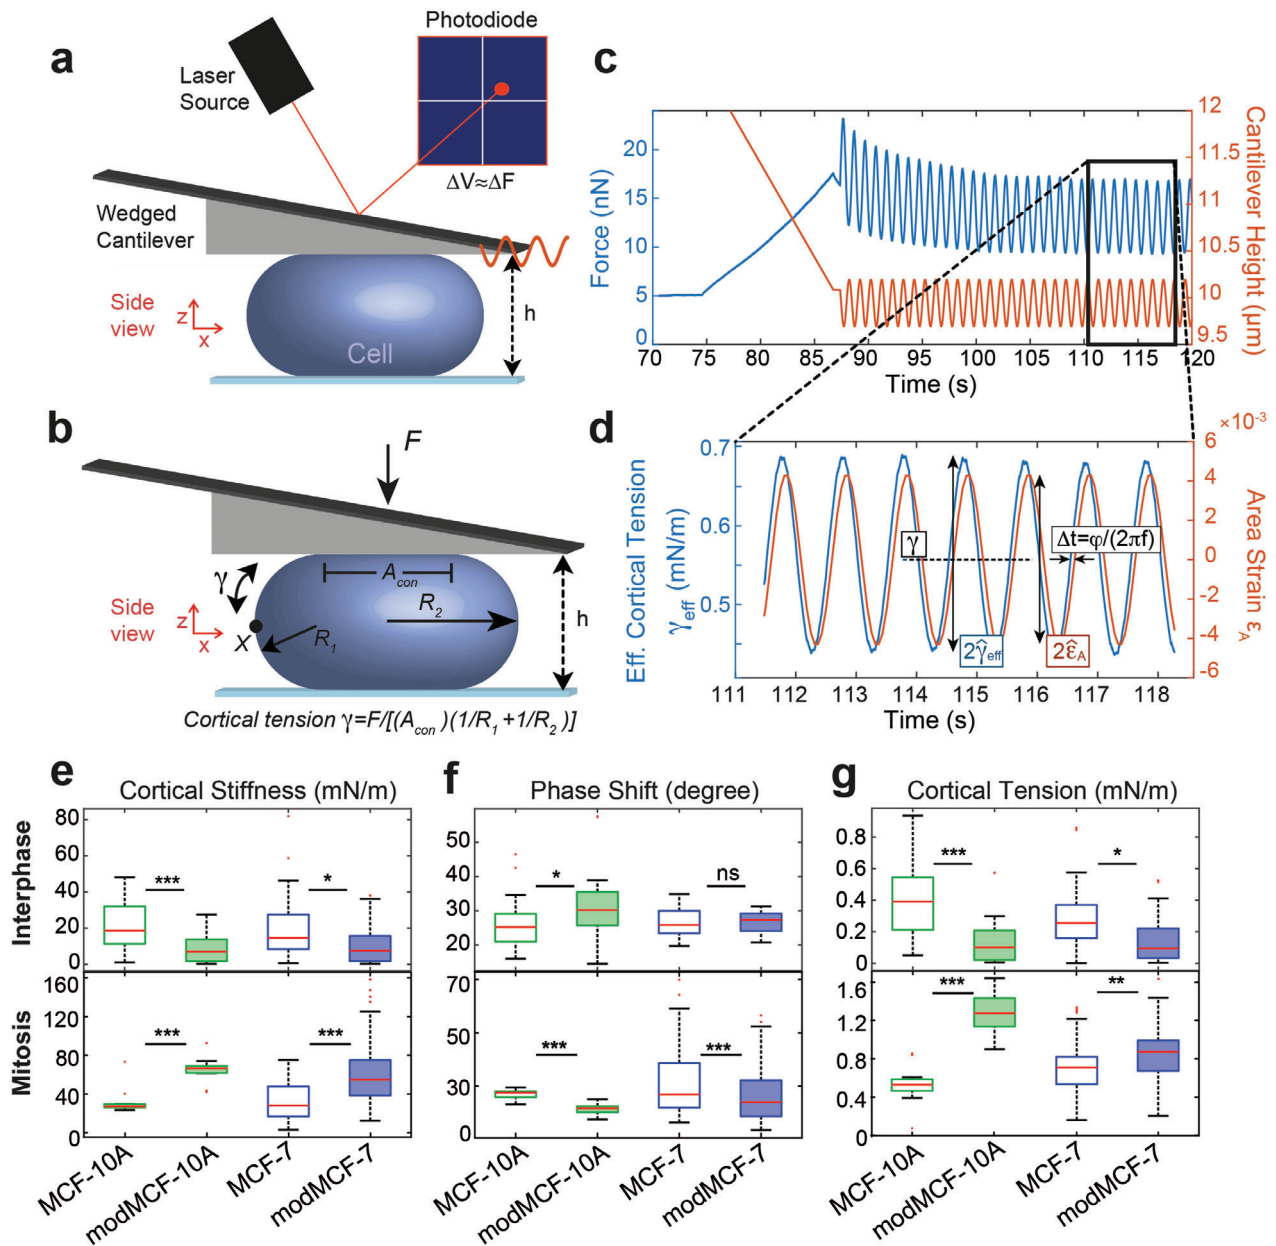 a
Laser
Source
Photodiode
ΔV≈ΔF
Wedged
Cantilever
Side
view
z
x
Cell
h
b
F
γ
A_con
R_2
R_1
X
Side
view
z
x
h
Cortical tension γ=F/[(A_con)(1/R_1+1/R_2)]
c
Force (nN)
20
15
10
5
0
70 75 80 85 90 95 100 105 110 115 120
Time (s)
12
11.5
11
10.5
10
9.5
Cantilever Height (μm)
d
Eff. Cortical Tension
γ_eff (mN/m)
0.7
0.6
0.5
×10⁻³
6
4
2
0
-2
-4
-6
Area Strain ε_A
γ
Δt=φ/(2πf)
2γ̂_eff
2ε̂_A
111 112 113 114 115 116 117 118
Time (s)
e
Cortical Stiffness (mN/m)
Interphase
80
60
40
20
0
***
*
Mitosis
160
120
80
40
0
***
***
MCF-10A
modMCF-10A
MCF-7
modMCF-7
f
Phase Shift (degree)
50
40
30
20
*
ns
70
50
30
0
***
***
MCF-10A
modMCF-10A
MCF-7
modMCF-7
g
Cortical Tension (mN/m)
0.8
0.6
0.4
0.2
0
***
*
1.6
1.2
0.8
0.4
0
***
**
MCF-10A
modMCF-10A
MCF-7
modMCF-7